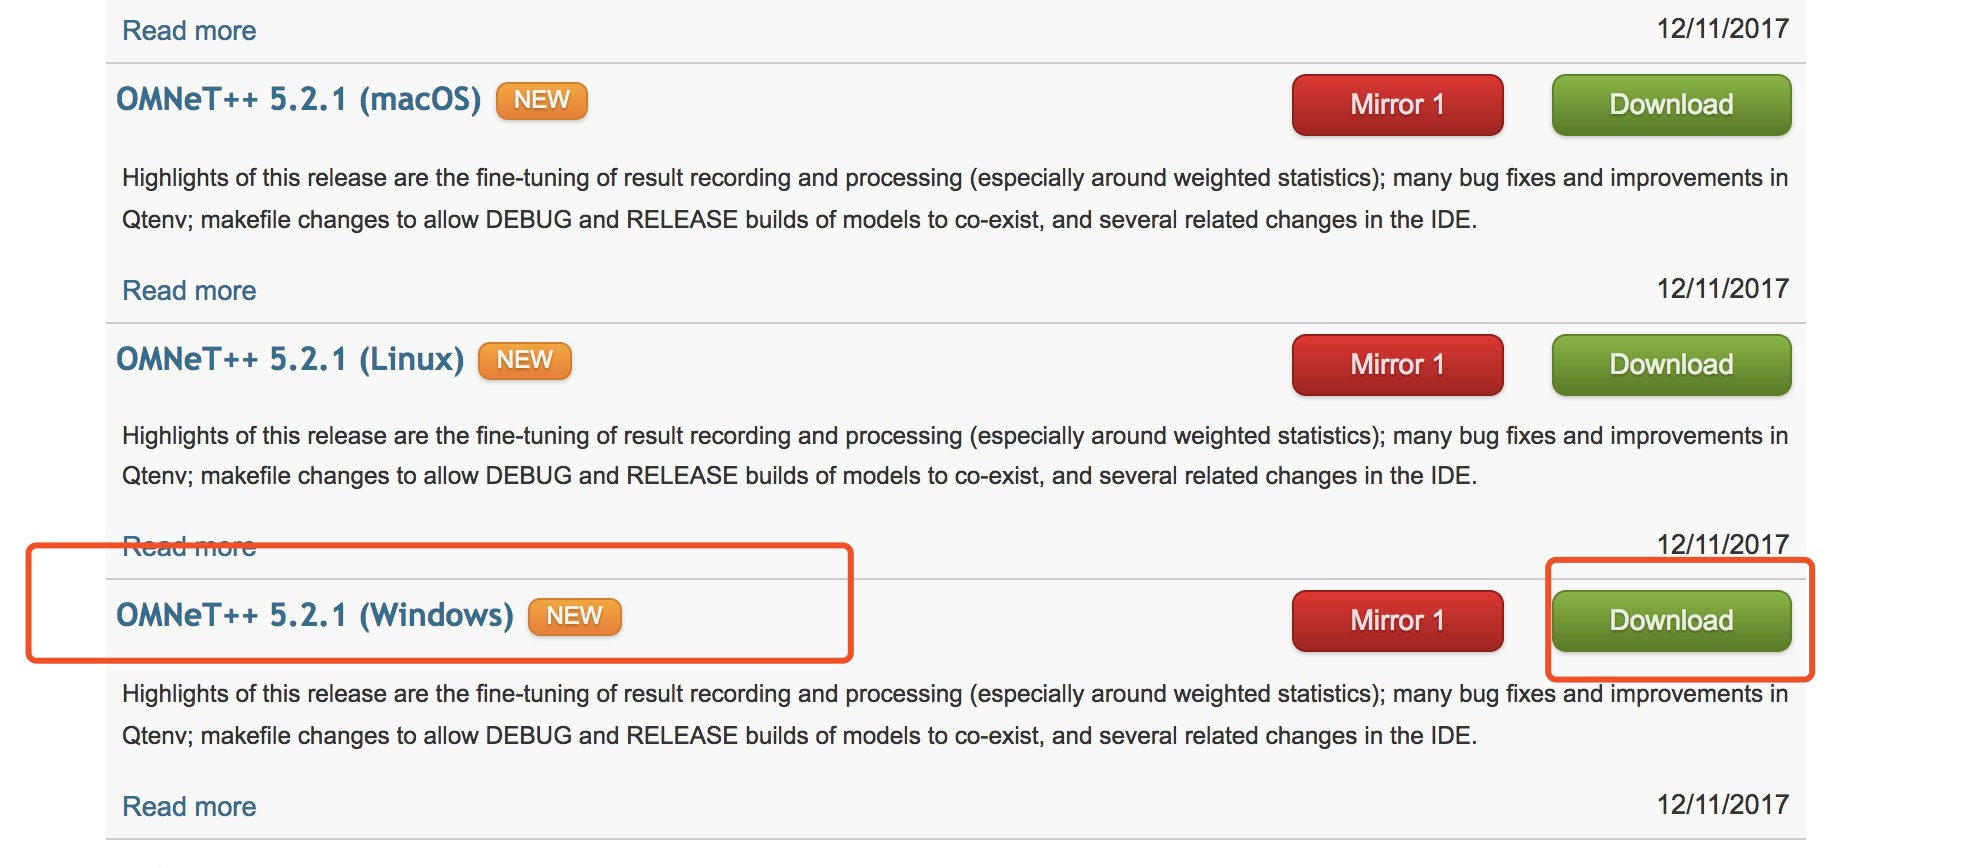 Read more 12/11/2017
OMNeT++ 5.2.1 (macOS) NEW Mirror 1 Download
Highlights of this release are the fine-tuning of result recording and processing (especially around weighted statistics); many bug fixes and improvements in
Qtenv; makefile changes to allow DEBUG and RELEASE builds of models to co-exist, and several related changes in the IDE.
Read more 12/11/2017
OMNeT++ 5.2.1 (Linux) NEW Mirror 1 Download
Highlights of this release are the fine-tuning of result recording and processing (especially around weighted statistics); many bug fixes and improvements in
Qtenv; makefile changes to allow DEBUG and RELEASE builds of models to co-exist, and several related changes in the IDE.
Read more 12/11/2017
OMNeT++ 5.2.1 (Windows) NEW Mirror 1 Download
Highlights of this release are the fine-tuning of result recording and processing (especially around weighted statistics); many bug fixes and improvements in
Qtenv; makefile changes to allow DEBUG and RELEASE builds of models to co-exist, and several related changes in the IDE.
Read more 12/11/2017